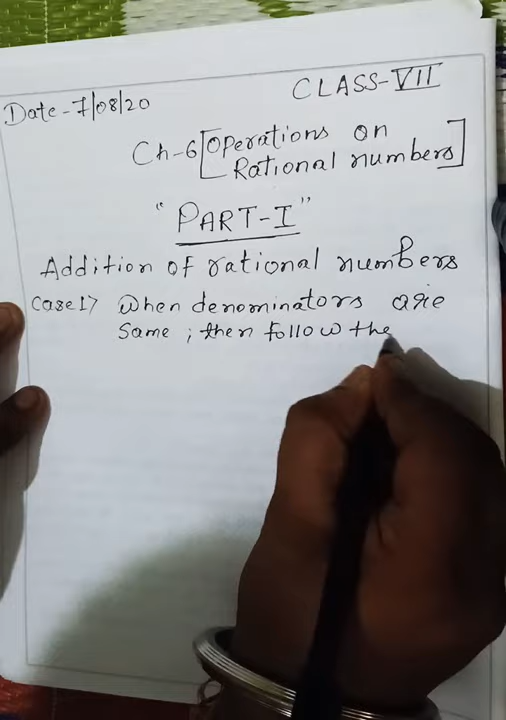 Date-7/08/20
CLASS-VII
Ch-6[Operations on
Rational numbers]
"PART-I"
Addition of rational numbers
Case 1> When denominators are
Same ; then follow the